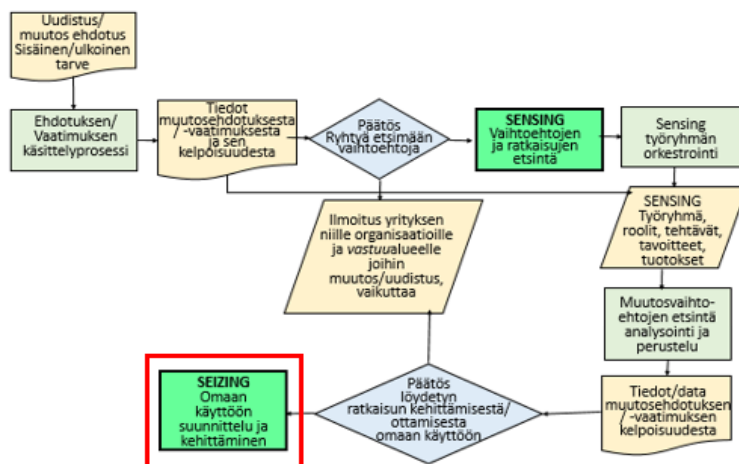 Uudistus/
muutos ehdotus
Sisäinen/ulkoinen
tarve
Ehdotuksen/
Vaatimuksen
käsittelyprosessi
Tiedot
muutosehdotuksesta
/ -vaatimuksesta
ja sen
kelpoisuudesta
Päätös
Ryhtyä etsimään
vaihtoehtoja
SENSING
Vaihtoehtojen
ja ratkaisujen
etsintä
Sensing
työryhmän
orkestrointi
SENSING
Työryhmä,
roolit, tehtävät,
tavoitteet,
tuotokset
Ilmoitus yrityksen
niille organisaatioille
ja vastuualueelle
joihin
muutos/uudistus,
vaikuttaa
Muutosvaihto-
ehtojen etsintä
analysointi ja
perustelu
Tiedot/data
muutosehdotuksen
/ -vaatimuksen
kelpoisuudesta
Päätös
löydetyn
ratkaisun kehittämisestä/
ottamisesta
omaan käyttöön
SEIZING
Omaan
käyttöön
suunnittelu ja
kehittäminen